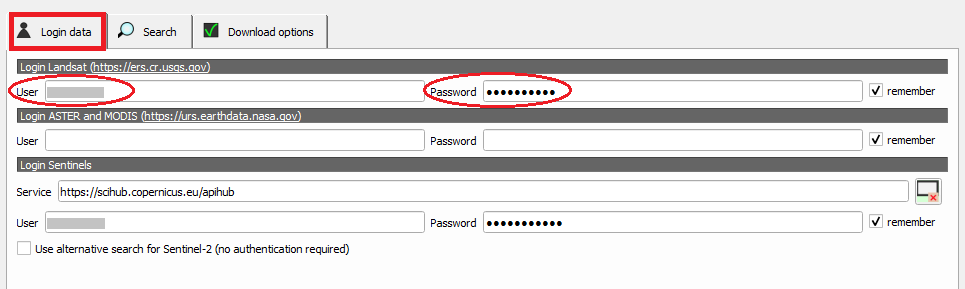 Login data Search Download options
Login Landsat (https://ers.cr.usgs.gov)
User Password ●●●●●●●●●● remember
Login ASTER and MODIS (https://urs.earthdata.nasa.gov)
User Password remember
Login Sentinels
Service https://scihub.copernicus.eu/apihub
User Password ●●●●●●●●●●● remember
Use alternative search for Sentinel-2 (no authentication required)